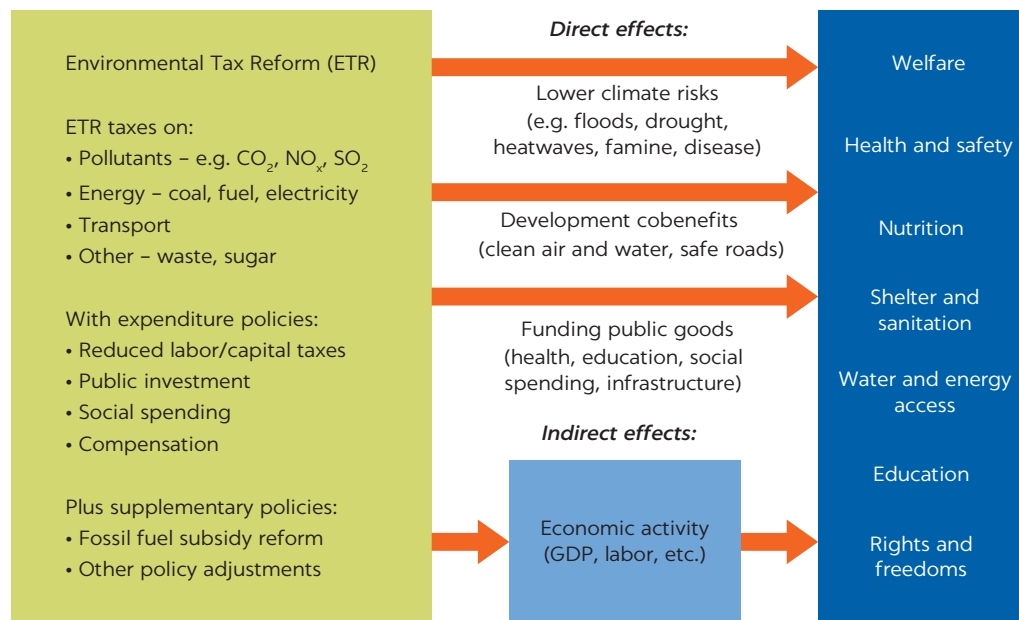 Environmental Tax Reform (ETR)
ETR taxes on:
• Pollutants – e.g. CO₂, NOₓ, SO₂
• Energy – coal, fuel, electricity
• Transport
• Other – waste, sugar
With expenditure policies:
• Reduced labor/capital taxes
• Public investment
• Social spending
• Compensation
Plus supplementary policies:
• Fossil fuel subsidy reform
• Other policy adjustments
Direct effects:
Lower climate risks
(e.g. floods, drought,
heatwaves, famine, disease)
Development cobenefits
(clean air and water, safe roads)
Funding public goods
(health, education, social
spending, infrastructure)
Indirect effects:
Economic activity
(GDP, labor, etc.)
Welfare
Health and safety
Nutrition
Shelter and
sanitation
Water and energy
access
Education
Rights and
freedoms